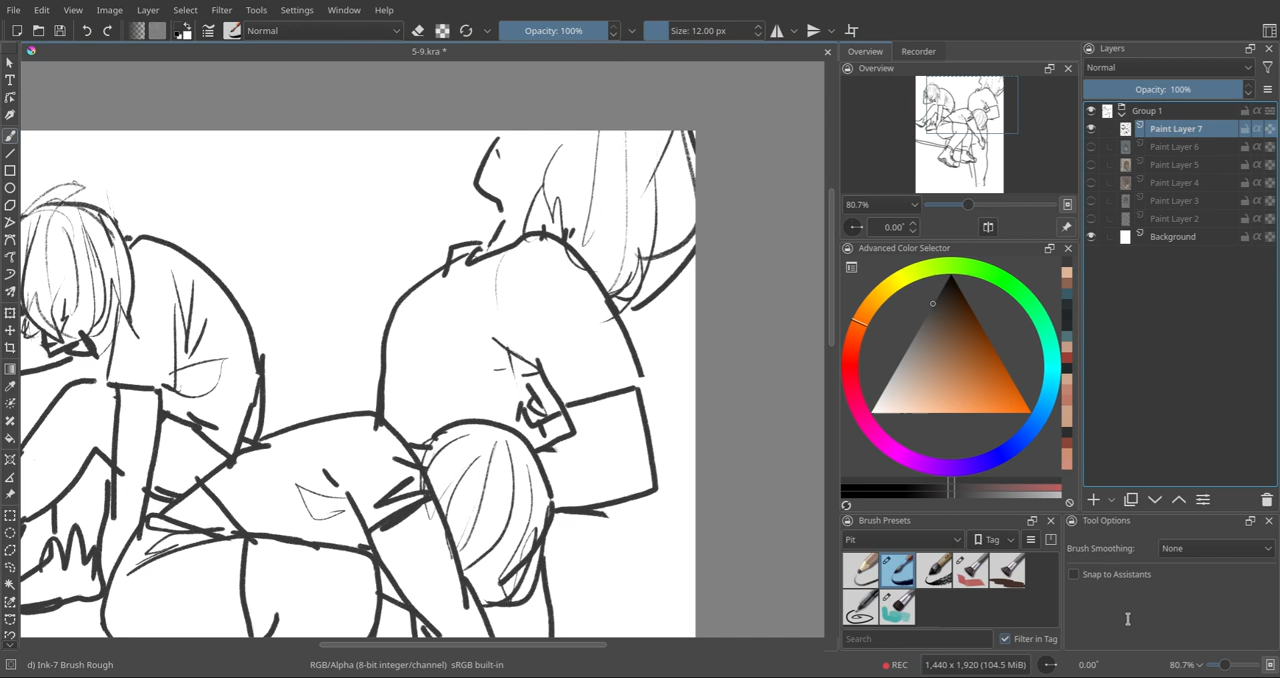 File Edit View Image Layer Select Filter Tools Settings Window Help
Normal Opacity: 100% Size: 12.00 px
5-9.kra *
Overview Recorder
Overview
80.7%
0.00°
Advanced Color Selector
Brush Presets
Pit Tag
Search Filter in Tag
Layers
Normal
Opacity: 100%
Group 1
Paint Layer 7
Paint Layer 6
Paint Layer 5
Paint Layer 4
Paint Layer 3
Paint Layer 2
Background
Tool Options
Brush Smoothing: None
Snap to Assistants
d) Ink-7 Brush Rough RGB/Alpha (8-bit integer/channel) sRGB built-in REC 1,440 x 1,920 (104.5 MiB) 0.00° 80.7%